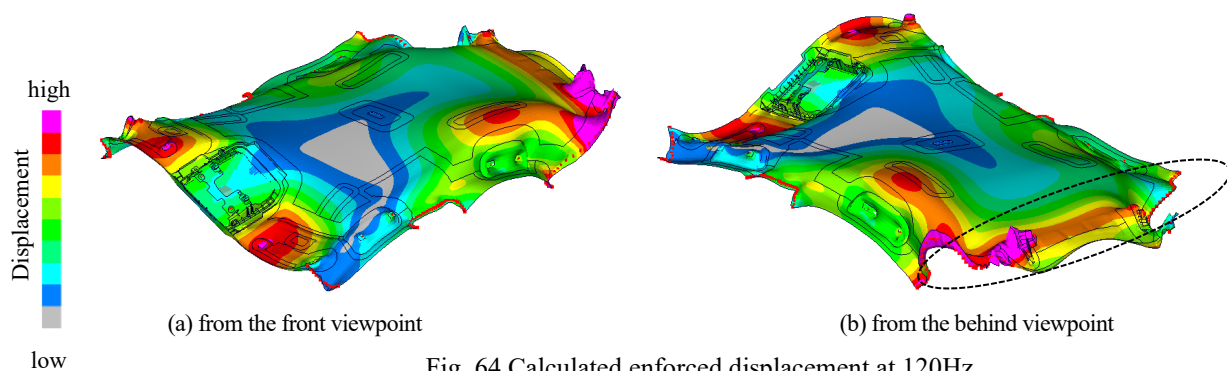 high
Displacement
low
(a) from the front viewpoint
(b) from the behind viewpoint
Fig. 64 Calculated enforced displacement at 120Hz